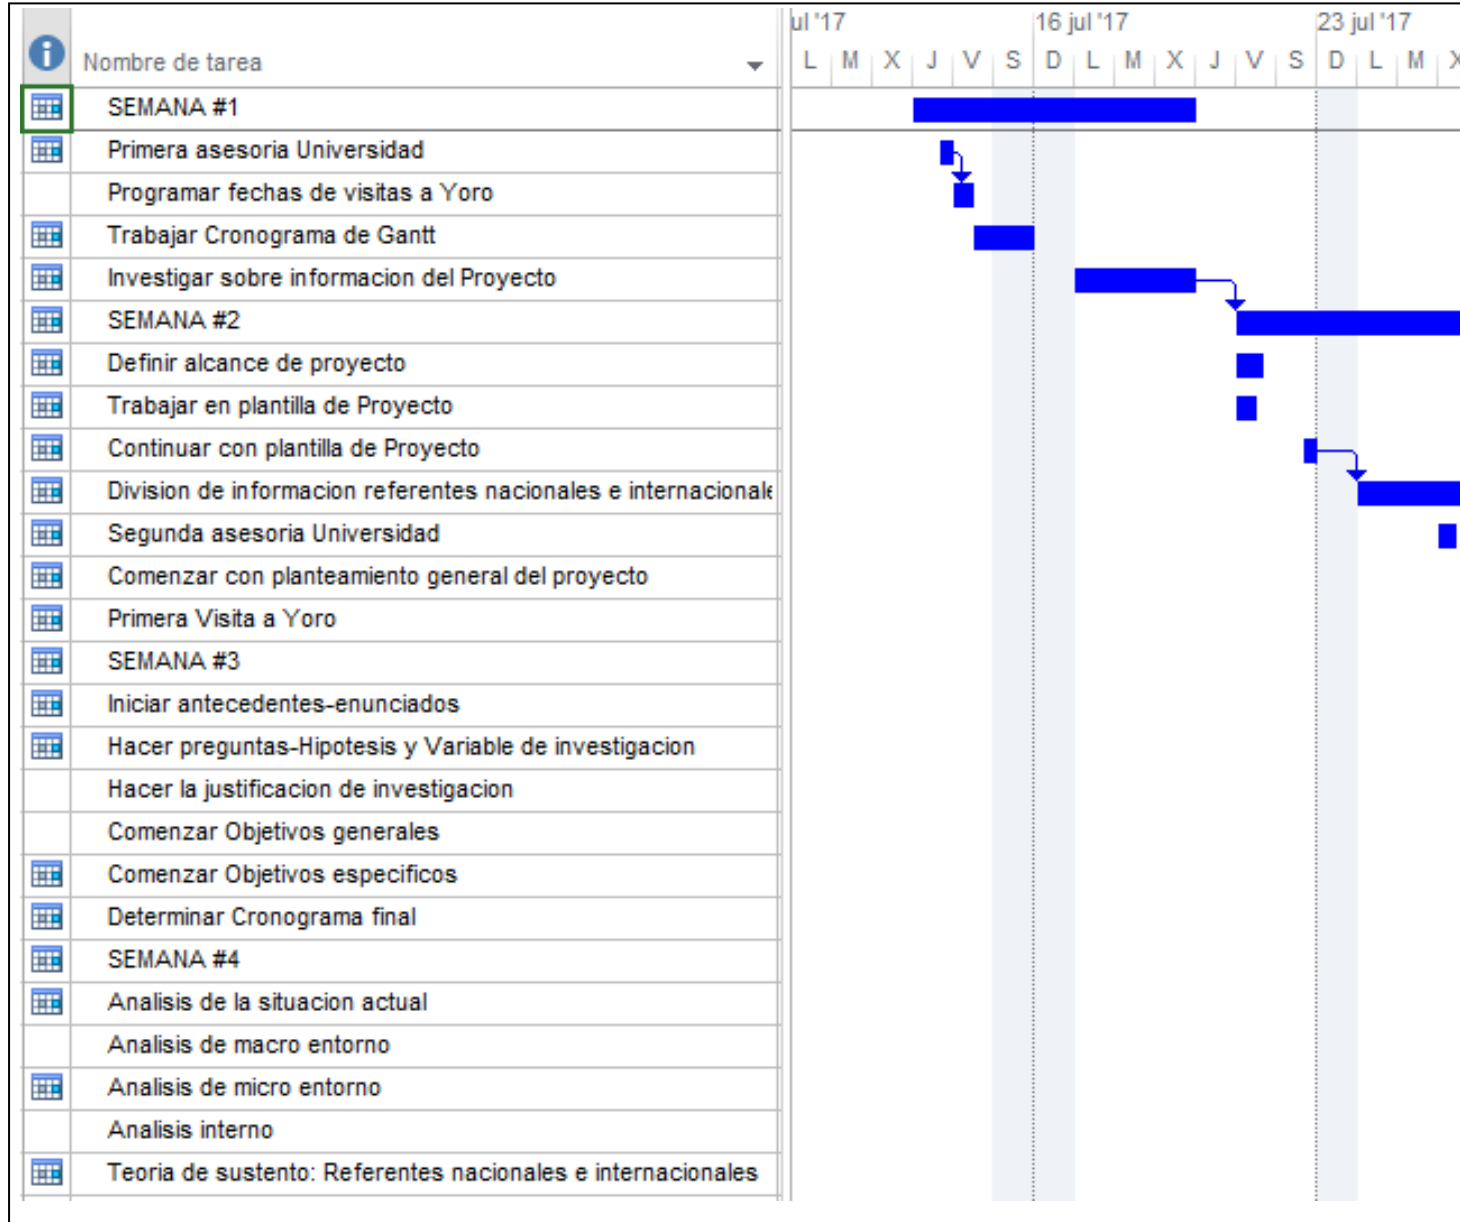 ul '17 16 jul '17 23 jul '17
Nombre de tarea L M X J V S D L M X J V S D L M X
SEMANA #1
Primera asesoria Universidad
Programar fechas de visitas a Yoro
Trabajar Cronograma de Gantt
Investigar sobre informacion del Proyecto
SEMANA #2
Definir alcance de proyecto
Trabajar en plantilla de Proyecto
Continuar con plantilla de Proyecto
Division de informacion referentes nacionales e internacionale
Segunda asesoria Universidad
Comenzar con planteamiento general del proyecto
Primera Visita a Yoro
SEMANA #3
Iniciar antecedentes-enunciados
Hacer preguntas-Hipotesis y Variable de investigacion
Hacer la justificacion de investigacion
Comenzar Objetivos generales
Comenzar Objetivos especificos
Determinar Cronograma final
SEMANA #4
Analisis de la situacion actual
Analisis de macro entorno
Analisis de micro entorno
Analisis interno
Teoria de sustento: Referentes nacionales e internacionales